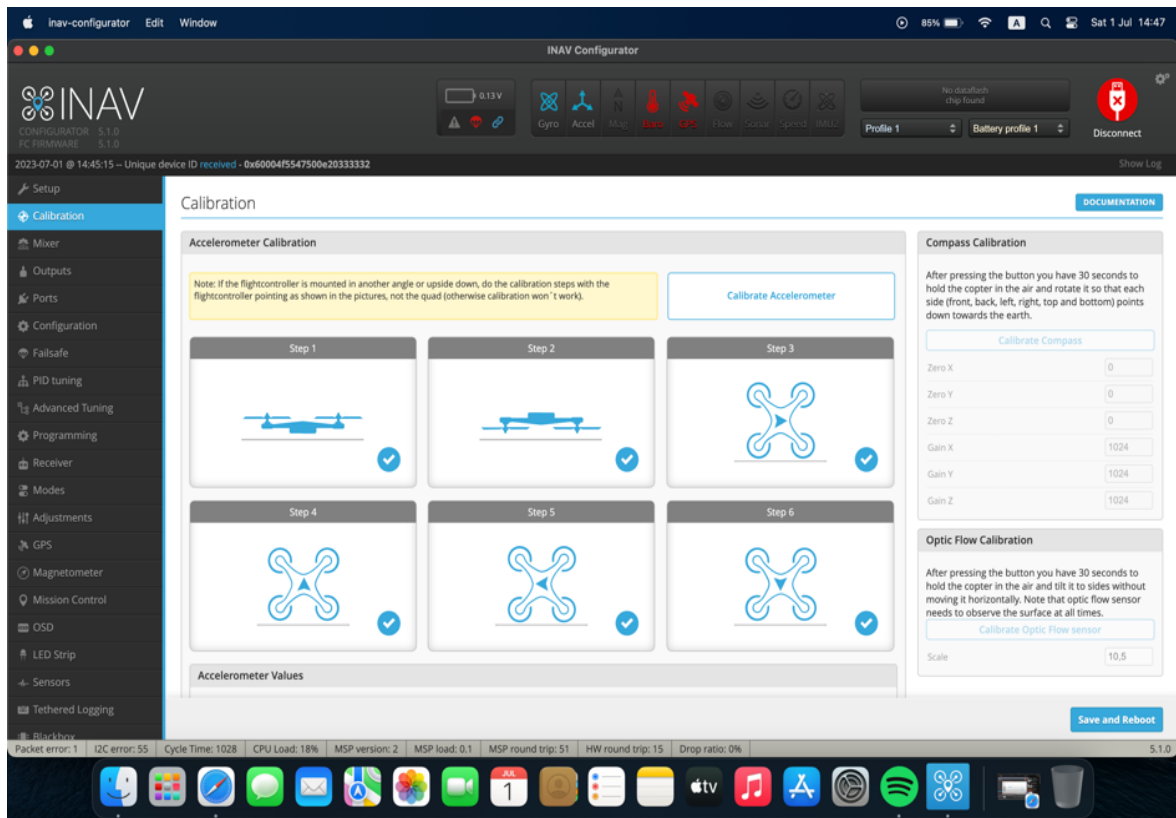 inav-configurator Edit Window
85% A Sat 1 Jul 14:47
INAV Configurator
INAV
CONFIGURATOR 5.1.0
FC FIRMWARE 5.1.0
0.13 V
Gyro Accel Mag Baro GPS Flow Sonar Speed IMU2
No dataflash
chip found
Profile 1
Battery profile 1
Disconnect
2023-07-01 @ 14:45:15 -- Unique device ID received - 0x60004f5547500e20333332
Show Log
Setup
Calibration
Mixer
Outputs
Ports
Configuration
Failsafe
PID tuning
Advanced Tuning
Programming
Receiver
Modes
Adjustments
GPS
Magnetometer
Mission Control
OSD
LED Strip
Sensors
Tethered Logging
Blackbox
Calibration
DOCUMENTATION
Accelerometer Calibration
Note: If the flightcontroller is mounted in another angle or upside down, do the calibration steps with the
flightcontroller pointing as shown in the pictures, not the quad (otherwise calibration won´t work).
Calibrate Accelerometer
Step 1
Step 2
Step 3
Step 4
Step 5
Step 6
Accelerometer Values
Compass Calibration
After pressing the button you have 30 seconds to
hold the copter in the air and rotate it so that each
side (front, back, left, right, top and bottom) points
down towards the earth.
Calibrate Compass
Zero X 0
Zero Y 0
Zero Z 0
Gain X 1024
Gain Y 1024
Gain Z 1024
Optic Flow Calibration
After pressing the button you have 30 seconds to
hold the copter in the air and tilt it to sides without
moving it horizontally. Note that optic flow sensor
needs to observe the surface at all times.
Calibrate Optic Flow sensor
Scale 10,5
Save and Reboot
Packet error: 1 I2C error: 55 Cycle Time: 1028 CPU Load: 18% MSP version: 2 MSP load: 0.1 MSP round trip: 51 HW round trip: 15 Drop ratio: 0% 5.1.0
JUL
1
tv